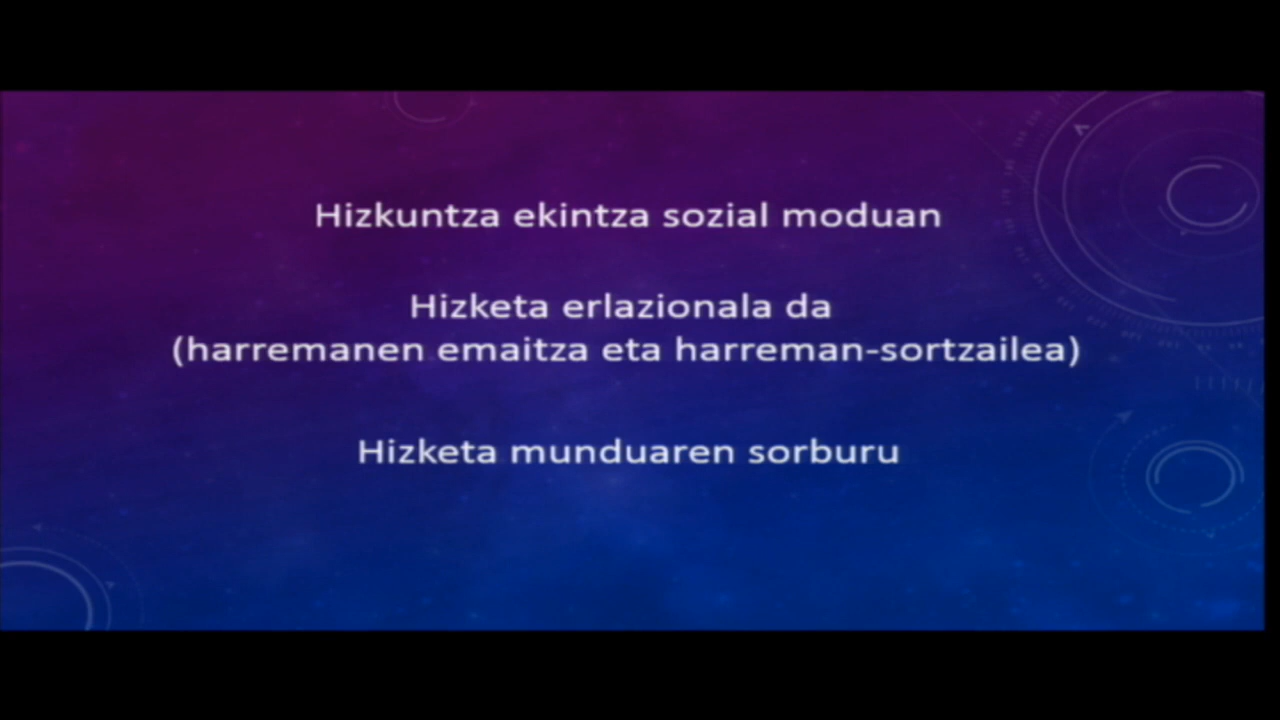 Hizkuntza ekintza sozial moduan
Hizketa erlazionala da
(harremanen emaitza eta harreman-sortzailea)
Hizketa munduaren sorburu